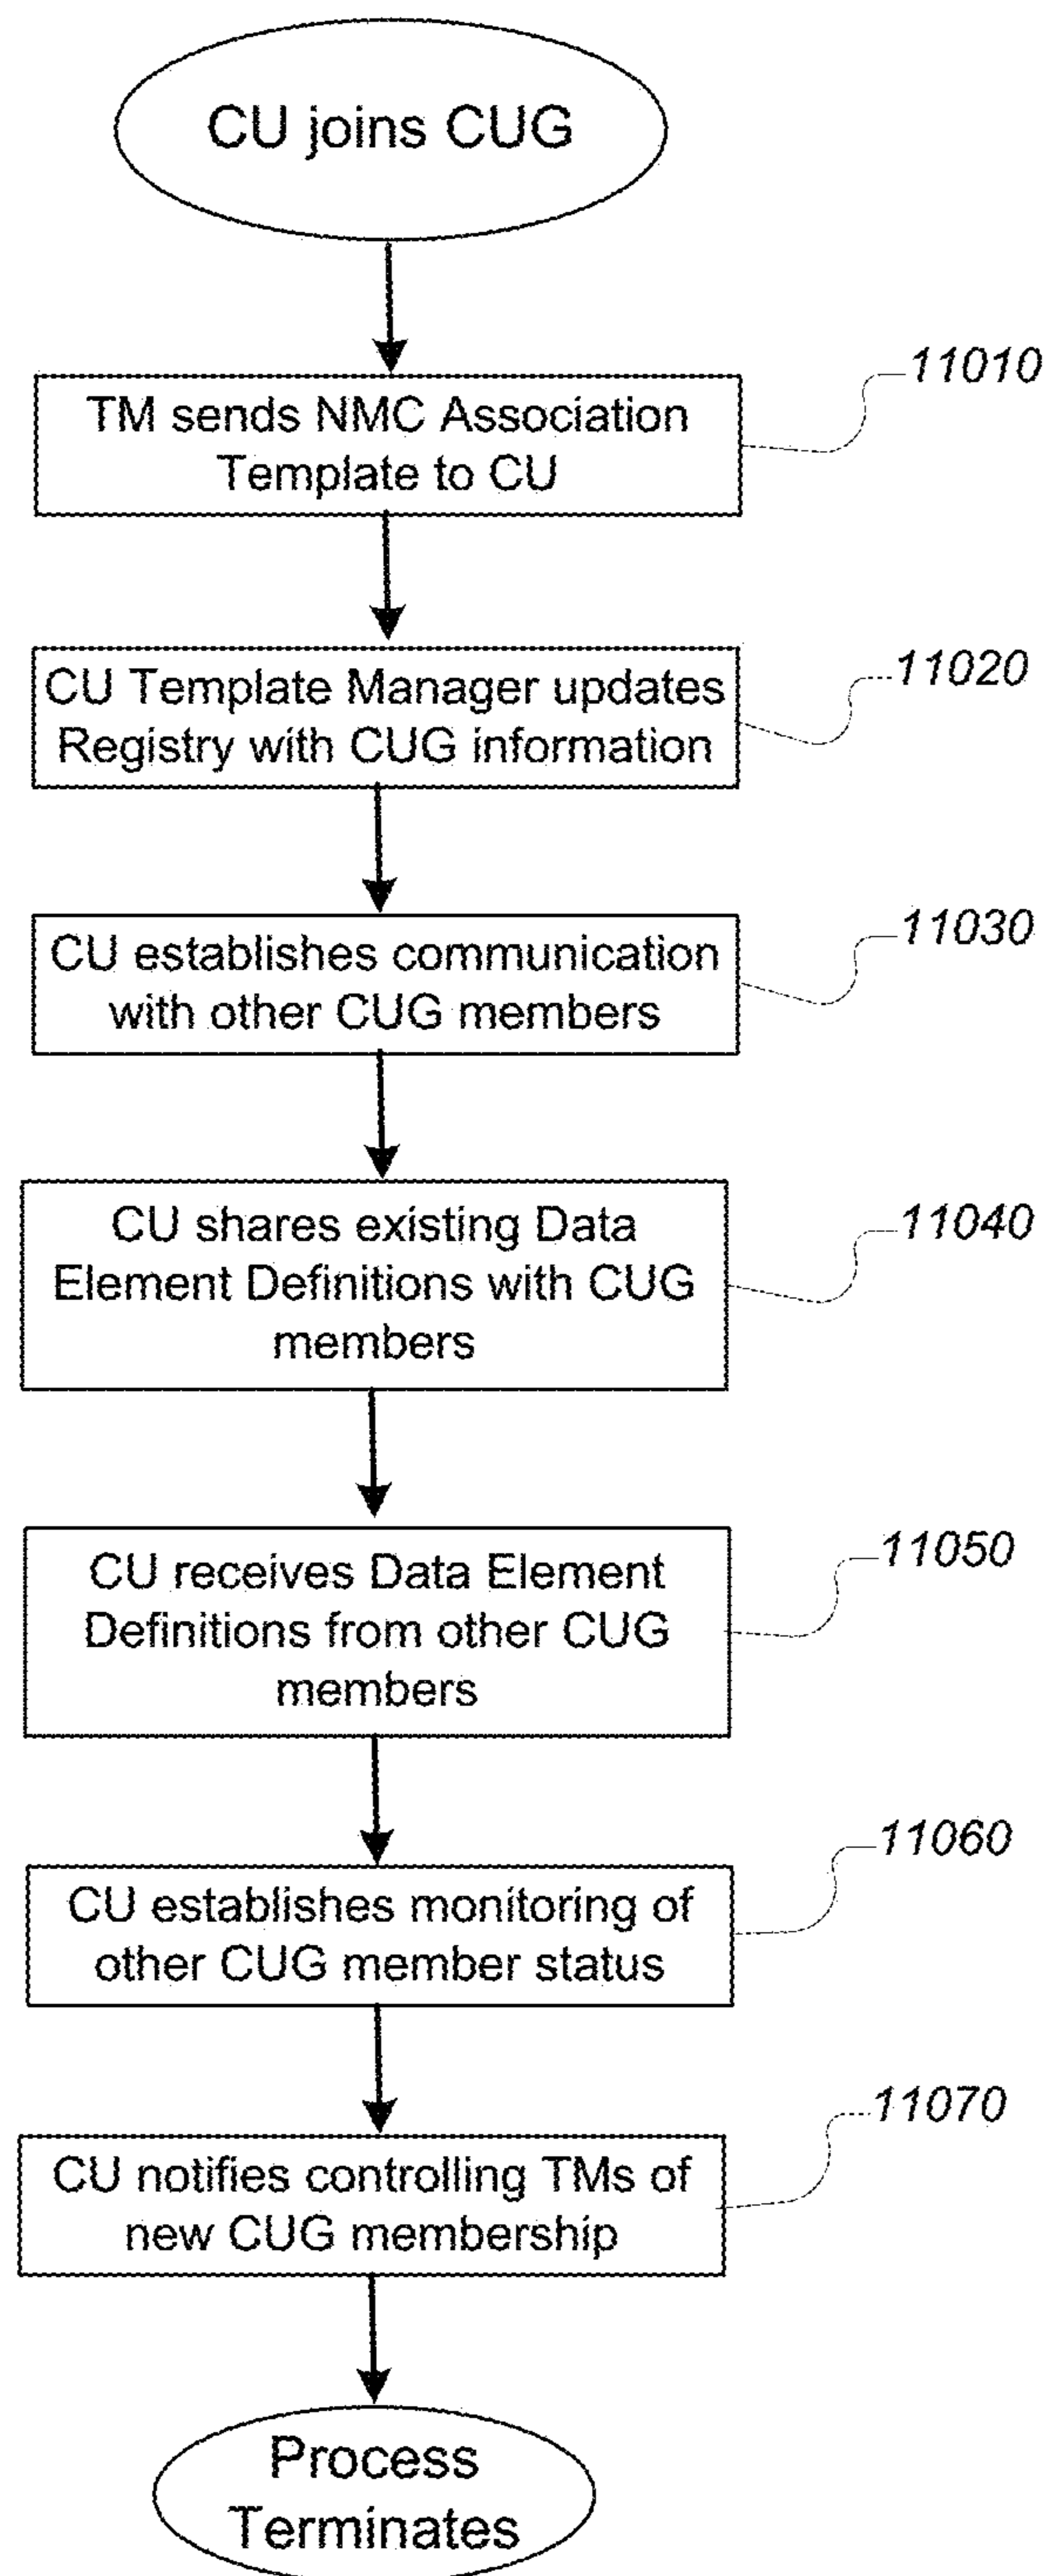 CU joins CUG
11010
TM sends NMC Association
Template to CU
11020
CU Template Manager updates
Registry with CUG information
11030
CU establishes communication
with other CUG members
11040
CU shares existing Data
Element Definitions with CUG
members
11050
CU receives Data Element
Definitions from other CUG
members
11060
CU establishes monitoring of
other CUG member status
11070
CU notifies controlling TMs of
new CUG membership
Process
Terminates